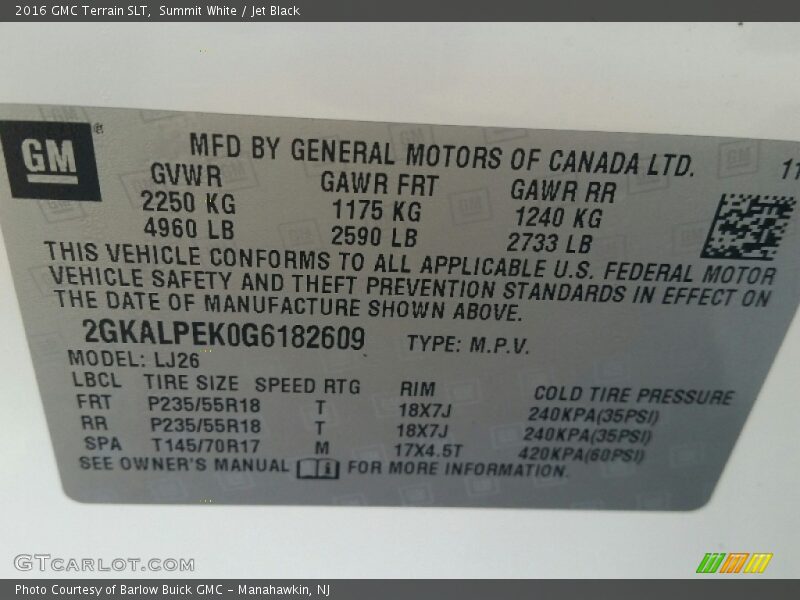 2016 GMC Terrain SLT,  Summit White / Jet Black
GM®
MFD BY GENERAL MOTORS OF CANADA LTD.
11
GVWR GAWR FRT GAWR RR
2250 KG 1175 KG 1240 KG
4960 LB 2590 LB 2733 LB
THIS VEHICLE CONFORMS TO ALL APPLICABLE U.S. FEDERAL MOTOR
VEHICLE SAFETY AND THEFT PREVENTION STANDARDS IN EFFECT ON
THE DATE OF MANUFACTURE SHOWN ABOVE.
2GKALPEK0G6182609 TYPE: M.P.V.
MODEL: LJ26
LBCL TIRE SIZE SPEED RTG RIM COLD TIRE PRESSURE
FRT P235/55R18 T 18X7J 240KPA(35PSI)
RR P235/55R18 T 18X7J 240KPA(35PSI)
SPA T145/70R17 M 17X4.5T 420KPA(60PSI)
SEE OWNER'S MANUAL i FOR MORE INFORMATION.
GTCARLOT.COM
Photo Courtesy of Barlow Buick GMC – Manahawkin, NJ